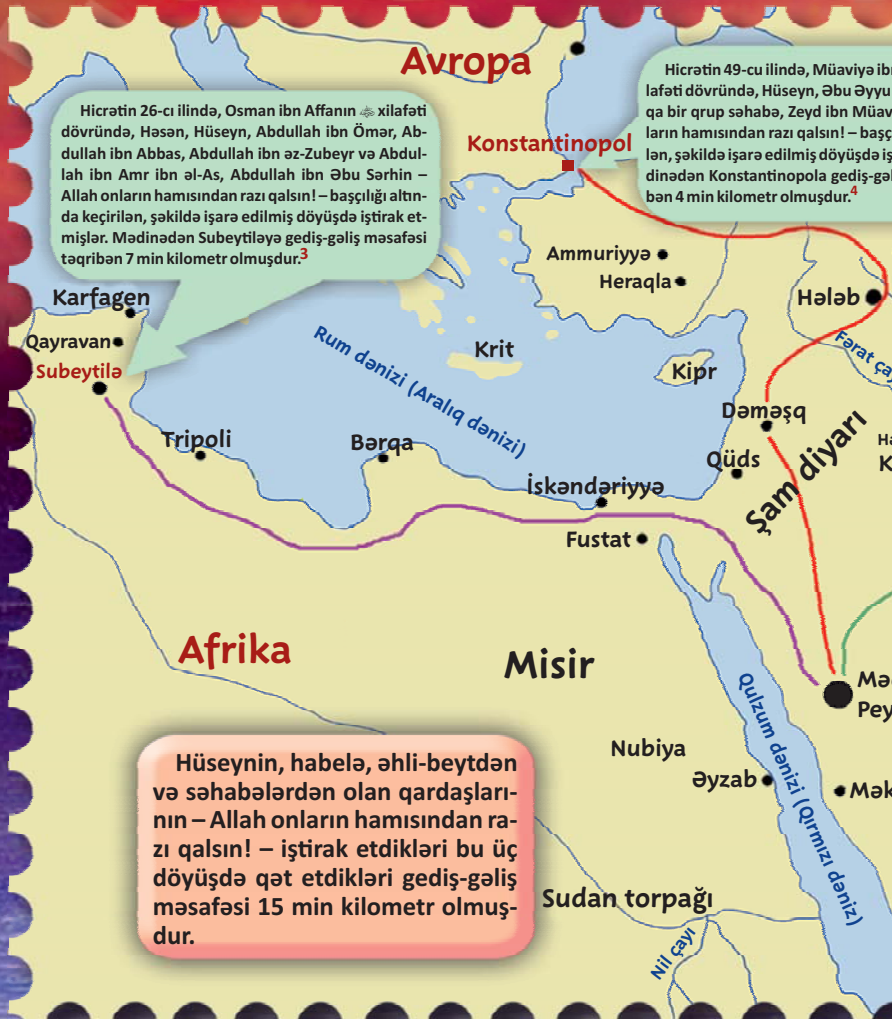 Avropa
Hicrətin 26-cı ilində, Osman ibn Affanın xilafəti
dövründə, Həsən, Hüseyn, Abdullah ibn Ömər, Ab-
dullah ibn Abbas, Abdullah ibn əz-Zubeyr və Abdul-
lah ibn Amr ibn əl-As, Abdullah ibn Əbu Sərhin –
Allah onların hamısından razı qalsın! – başçılığı altın-
da keçirilən, şəkildə işarə edilmiş döyüşdə iştirak et-
mişlər. Mədinədən Subeytiləyə gediş-gəliş məsafəsi
təqribən 7 min kilometr olmuşdur.3
Hicrətin 49-cu ilində, Müaviyə ib
lafəti dövründə, Hüseyn, Əbu Əyyu
qa bir qrup səhabə, Zeyd ibn Müav
ların hamısından razı qalsın! – başç
lən, şəkildə işarə edilmiş döyüşdə iş
dinədən Konstantinopola gediş-gəl
bən 4 min kilometr olmuşdur.4
Konstantinopol
Ammuriyyə
Heraqla
Hələb
Karfagen
Qayravan
Subeytilə
Fərat ça
Rum dənizi (Aralıq dənizi)
Krit
Kipr
Dəməşq
Tripoli
Bərqa
Qüds
Şam diyarı
Hə
K
İskəndəriyyə
Fustat
Afrika
Misir
Mə
Pey
Qulzum dənizi (Qırmızı dəniz)
Nubiya
Əyzab
Mək
Hüseynin, habelə, əhli-beytdən
və səhabələrdən olan qardaşları-
nın – Allah onların hamısından ra-
zı qalsın! – iştirak etdikləri bu üç
döyüşdə qət etdikləri gediş-gəliş
məsafəsi 15 min kilometr olmuş-
dur.
Sudan torpağı
Nil çayı